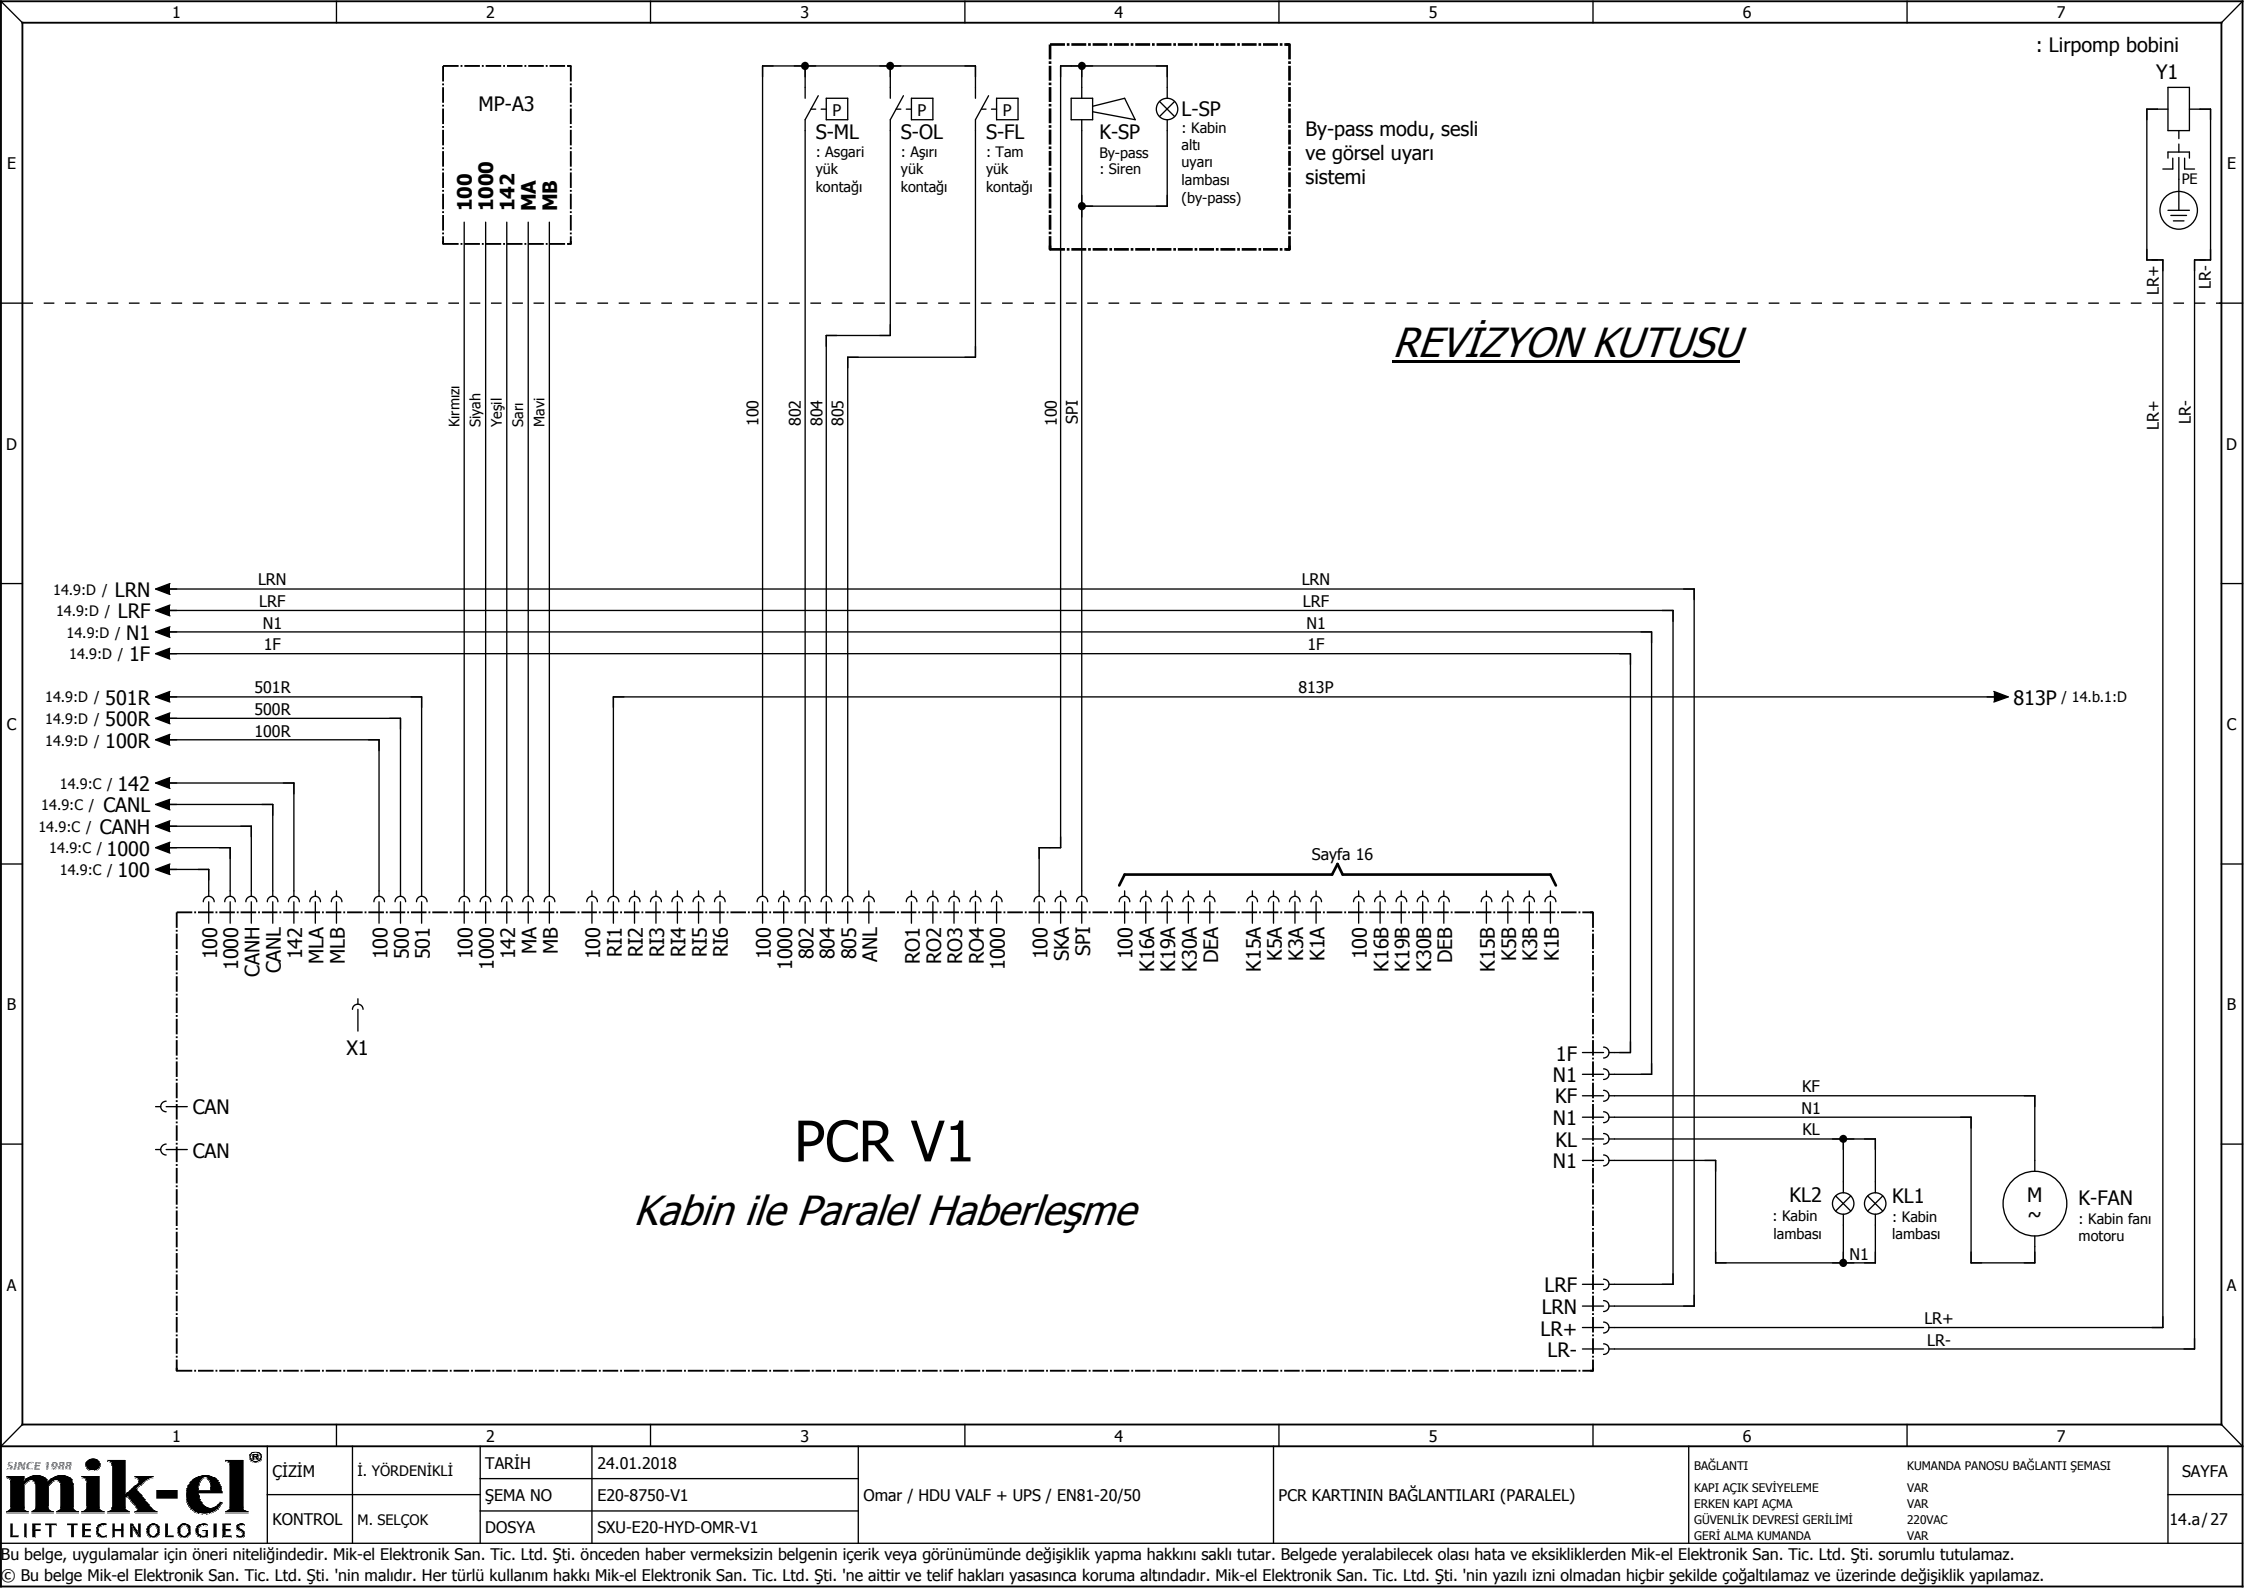 1 2 3 4 5 6 7
: Lirpomp bobini
Y1
MP-A3
100
1000
142
MA
MB
P
S-ML
: Asgari
yük
kontağı
P
S-OL
: Aşırı
yük
kontağı
P
S-FL
: Tam
yük
kontağı
K-SP
By-pass
: Siren
L-SP
: Kabin
altı
uyarı
lambası
(by-pass)
By-pass modu, sesli
ve görsel uyarı
sistemi
PE
E
E
LR+
LR-
REVİZYON KUTUSU
Kırmızı
Siyah
Yeşil
Sarı
Mavi
100
802
804
805
100
SPI
LR+
LR-
D
D
14.9:D / LRN LRN LRN
14.9:D / LRF LRF LRF
14.9:D / N1 N1 N1
14.9:D / 1F 1F 1F
14.9:D / 501R 501R
813P 813P / 14.b.1:D
14.9:D / 500R 500R
14.9:D / 100R 100R
C
C
14.9:C / 142
14.9:C / CANL
14.9:C / CANH
14.9:C / 1000
14.9:C / 100
Sayfa 16
100 1000 CANH CANL 142 MLA MLB
100 500 501
100 1000 142 MA MB
100 RI1 RI2 RI3 RI4 RI5 RI6
100 1000 802 804 805 ANL
RO1 RO2 RO3 RO4 1000
100 SKA SPI
100 K16A K19A K30A DEA
K15A K5A K3A K1A
100 K16B K19B K30B DEB
K15B K5B K3B K1B
B
B
X1
CAN
CAN
PCR V1
Kabin ile Paralel Haberleşme
1F
N1
KF
N1
KL
N1
KF
N1
KL
KL2
: Kabin
lambası
KL1
: Kabin
lambası
N1
M
~
K-FAN
: Kabin fanı
motoru
A
A
LRF
LRN
LR+
LR-
LR+
LR-
1 2 3 4 5 6 7
SINCE 1988
mik-el®
LIFT TECHNOLOGIES
ÇİZİM İ. YÖRDENİKLİ
KONTROL M. SELÇOK
TARİH 24.01.2018
ŞEMA NO E20-8750-V1
DOSYA SXU-E20-HYD-OMR-V1
Omar / HDU VALF + UPS / EN81-20/50
PCR KARTININ BAĞLANTILARI (PARALEL)
BAĞLANTI KUMANDA PANOSU BAĞLANTI ŞEMASI
KAPI AÇIK SEVİYELEME VAR
ERKEN KAPI AÇMA VAR
GÜVENLİK DEVRESİ GERİLİMİ 220VAC
GERİ ALMA KUMANDA VAR
SAYFA
14.a/27
Bu belge, uygulamalar için öneri niteliğindedir. Mik-el Elektronik San. Tic. Ltd. Şti. önceden haber vermeksizin belgenin içerik veya görünümünde değişiklik yapma hakkını saklı tutar. Belgede yeralabilecek olası hata ve eksikliklerden Mik-el Elektronik San. Tic. Ltd. Şti. sorumlu tutulamaz.
© Bu belge Mik-el Elektronik San. Tic. Ltd. Şti. 'nin malıdır. Her türlü kullanım hakkı Mik-el Elektronik San. Tic. Ltd. Şti. 'ne aittir ve telif hakları yasasınca koruma altındadır. Mik-el Elektronik San. Tic. Ltd. Şti. 'nin yazılı izni olmadan hiçbir şekilde çoğaltılamaz ve üzerinde değişiklik yapılamaz.